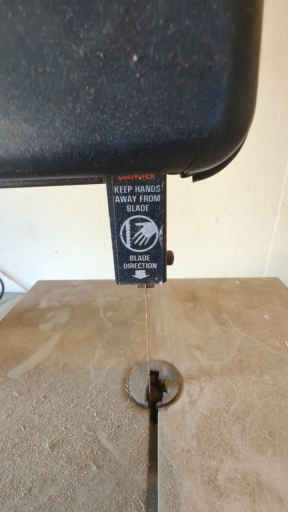 KEEP HANDS
AWAY FROM
BLADE
BLADE
DIRECTION